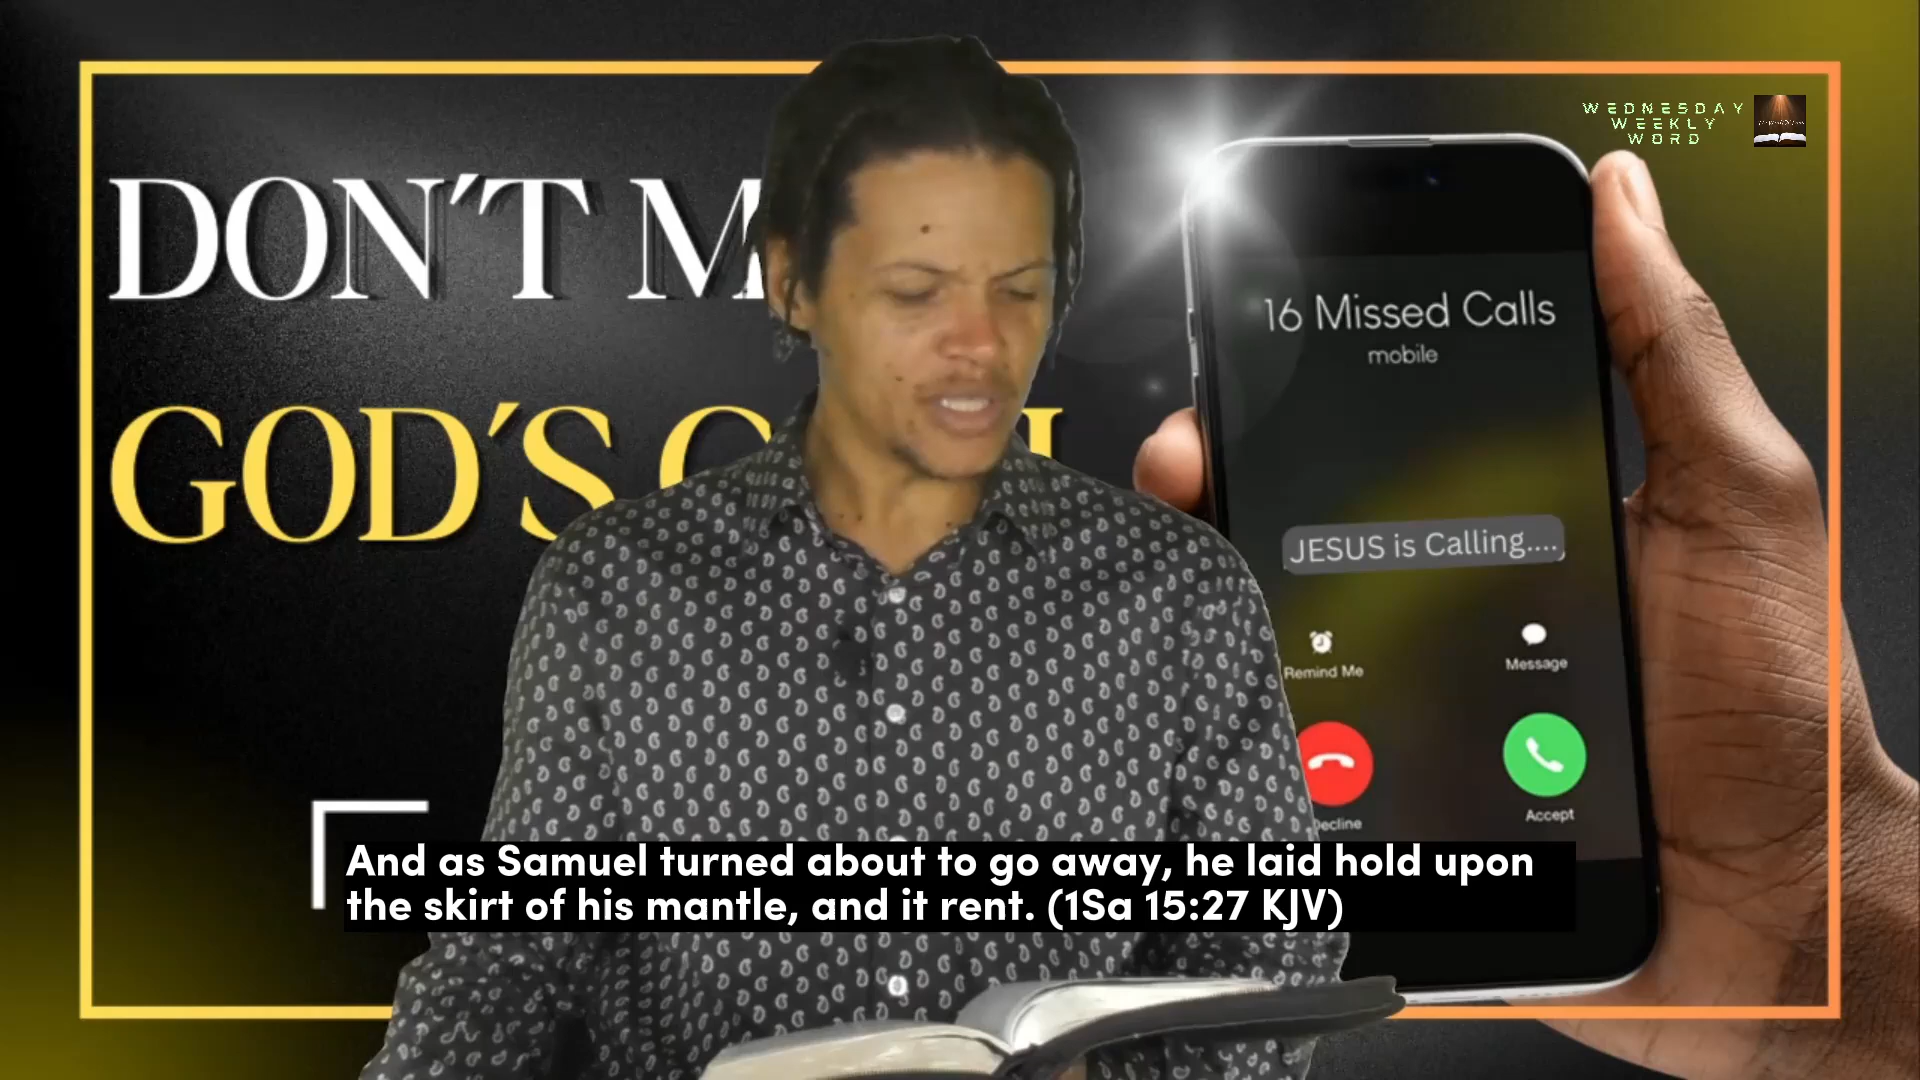 WEDNESDAY
WEEKLY
WORD
DON'T M
GOD'S
16 Missed Calls
mobile
JESUS is Calling....
Remind Me
Message
Decline
Accept
And as Samuel turned about to go away, he laid hold upon
the skirt of his mantle, and it rent. (1Sa 15:27 KJV)